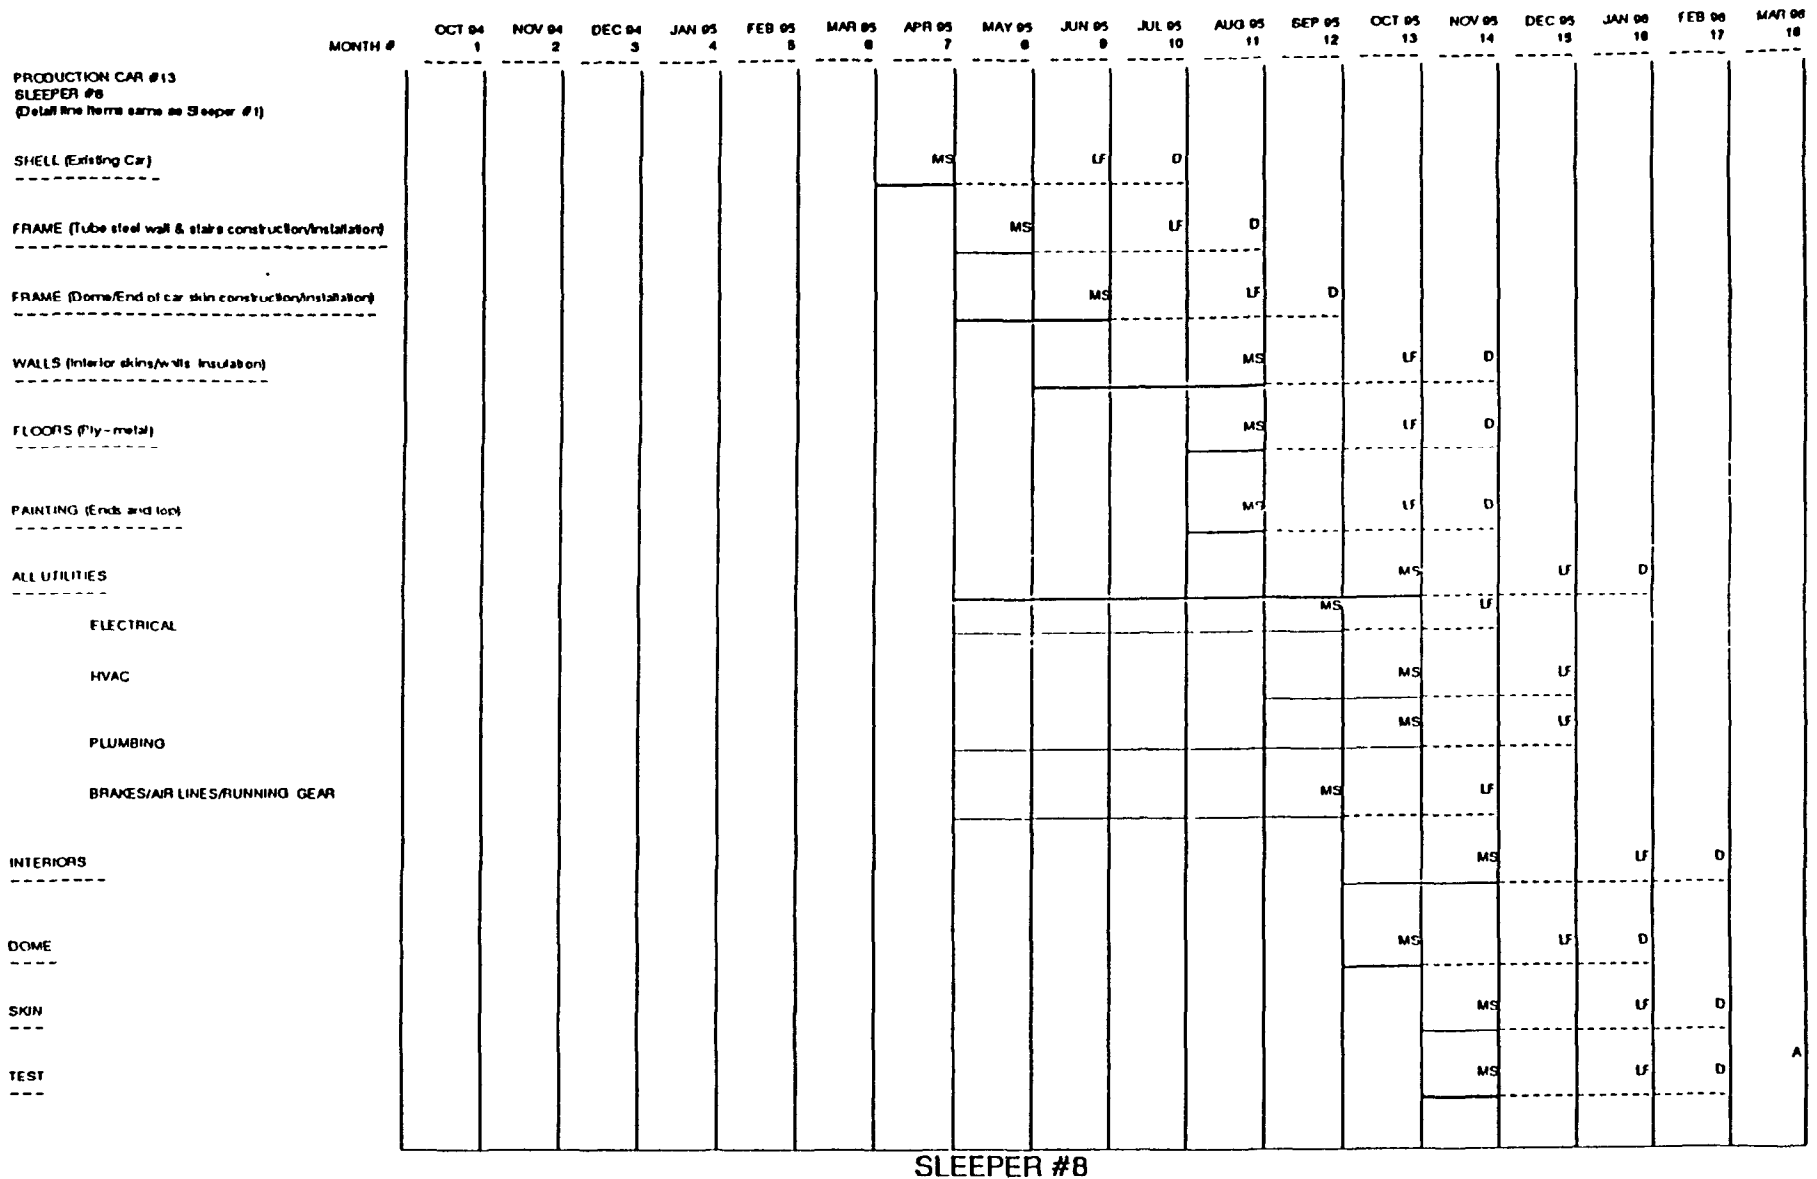 OCT 94 NOV 94 DEC 94 JAN 95 FEB 95 MAR 95 APR 95 MAY 95 JUN 95 JUL 95 AUG 95 SEP 95 OCT 95 NOV 95 DEC 95 JAN 96 FEB 96 MAR 96
MONTH # 1 2 3 4 5 6 7 8 9 10 11 12 13 14 15 16 17 18
PRODUCTION CAR #13
SLEEPER #8
(Detail line items same as Sleeper #1)
SHELL (Existing Car) MS LF D
FRAME (Tube steel wall & stairs construction/installation) MS LF D
FRAME (Dome/End of car skin construction/installation) MS LF D
WALLS (Interior skins/walls insulation) MS LF D
FLOORS (Ply-metal) MS LF D
PAINTING (Ends and top) MS LF D
ALL UTILITIES MS LF D
ELECTRICAL MS LF
HVAC MS LF
PLUMBING MS LF
BRAKES/AIR LINES/RUNNING GEAR MS LF
INTERIORS MS LF D
DOME MS LF D
SKIN MS LF D
TEST MS LF D A
SLEEPER #8